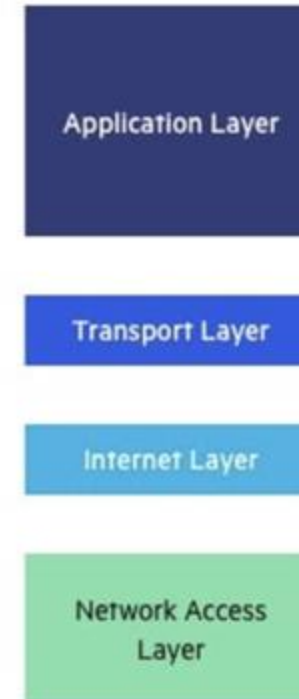 Application Layer
Transport Layer
Internet Layer
Network Access
Layer